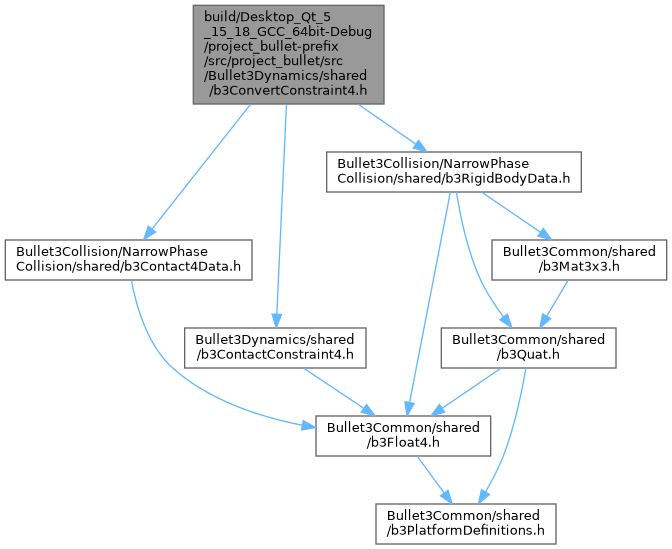 build/Desktop_Qt_5
_15_18_GCC_64bit-Debug
/project_bullet-prefix
/src/project_bullet/src
/Bullet3Dynamics/shared
/b3ConvertConstraint4.h
Bullet3Collision/NarrowPhase
Collision/shared/b3RigidBodyData.h
Bullet3Collision/NarrowPhase
Collision/shared/b3Contact4Data.h
Bullet3Common/shared
/b3Mat3x3.h
Bullet3Dynamics/shared
/b3ContactConstraint4.h
Bullet3Common/shared
/b3Quat.h
Bullet3Common/shared
/b3Float4.h
Bullet3Common/shared
/b3PlatformDefinitions.h